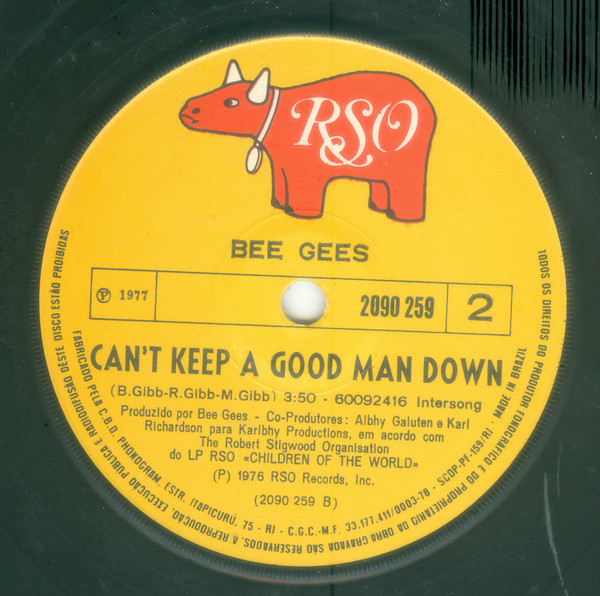 RSO
BEE GEES
℗ 1977
2090 259
2
CAN'T KEEP A GOOD MAN DOWN
(B.Gibb-R.Gibb-M.Gibb) 3:50 - 60092416 Intersong
Produzido por Bee Gees - Co-Produtores: Albhy Galuten e Karl
Richardson para Karlbhy Productions, em acordo com
The Robert Stigwood Organisation
do LP RSO «CHILDREN OF THE WORLD»
(P) 1976 RSO Records, Inc.
(2090 259 B)
FABRICADO PELA C.B.D. PHONOGRAM. ESTR. ITAPICURÚ, 75 - RJ - C.G.C.-M.F. 33.177.411/0003-78 - SCDP-PF-159/RJ - MADE IN BRAZIL
TODOS OS DIREITOS DO PRODUTOR FONOGRÁFICO E DO PROPRIETÁRIO DA OBRA GRAVADA SÃO RESERVADOS. A REPRODUÇÃO, EXECUÇÃO PÚBLICA E RADIODIFUSÃO DESTE DISCO ESTÃO PROIBIDAS